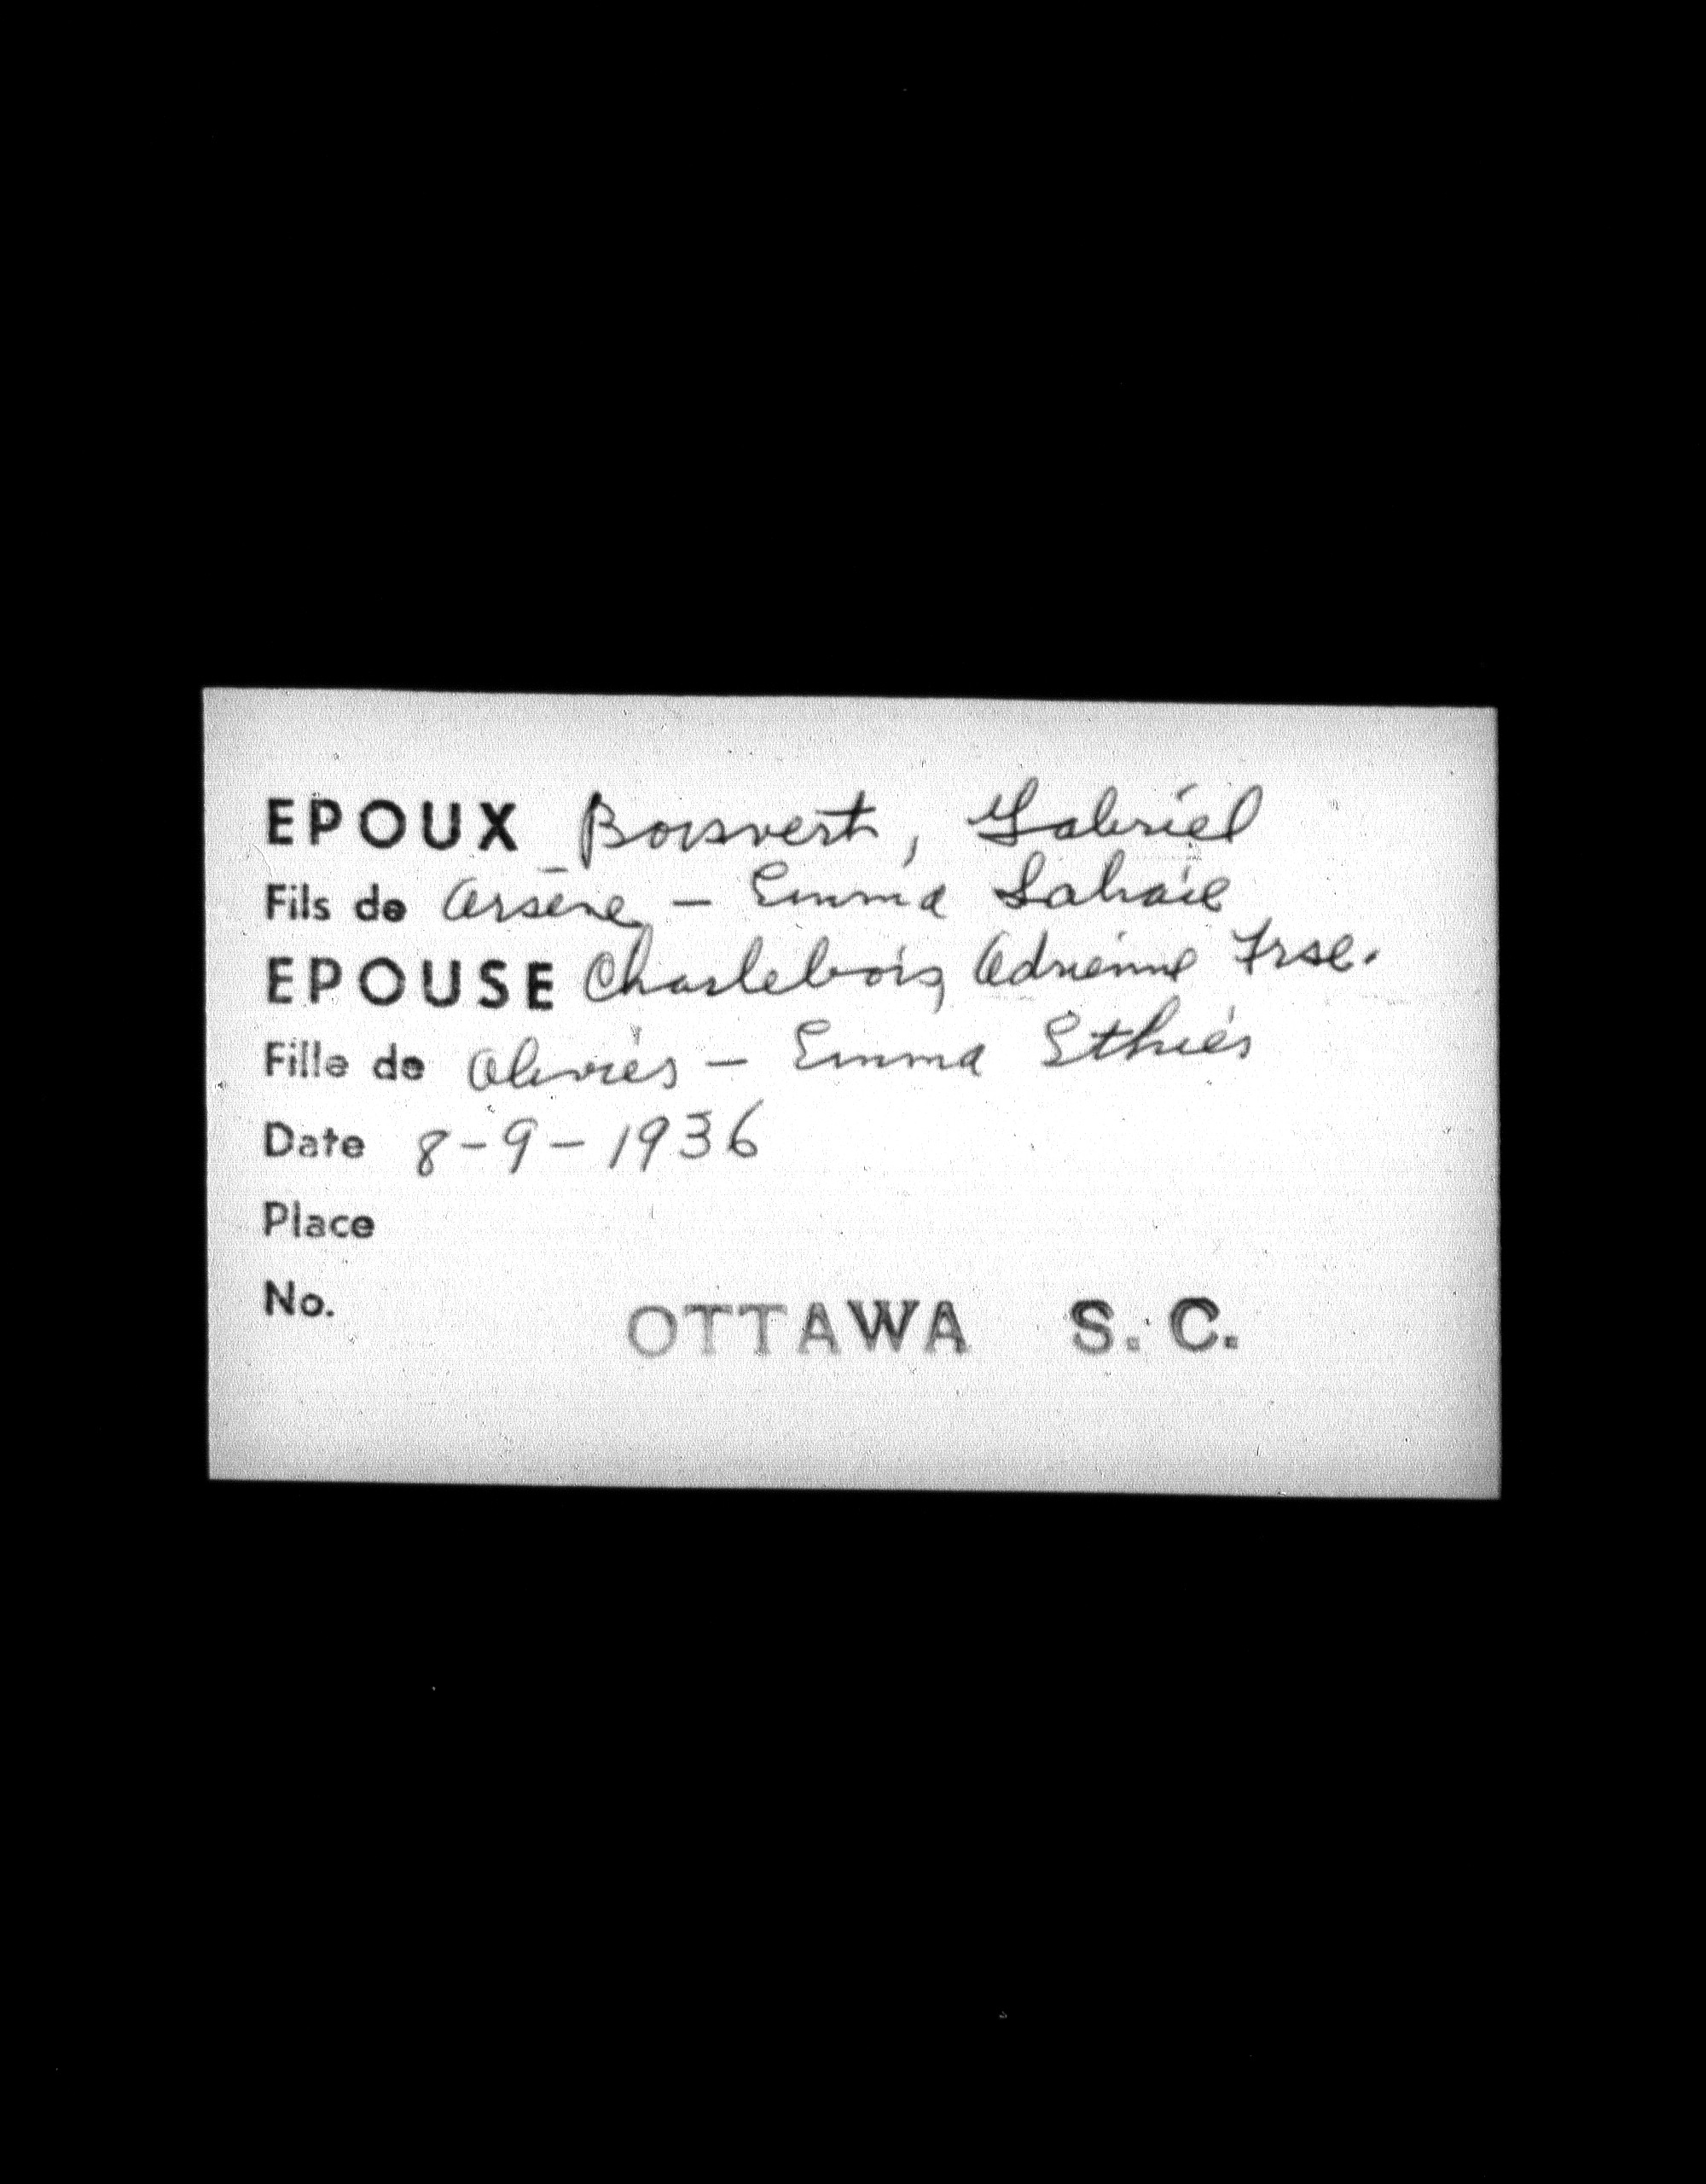 EPOUX Boisvert, Gabriel
Fils de Arsène - Emma Lahaie
EPOUSE Charlebois, Adrienne Frse.
Fille de Olivier - Emma Ethier
Date 8-9-1936
Place
No.
OTTAWA S.C.